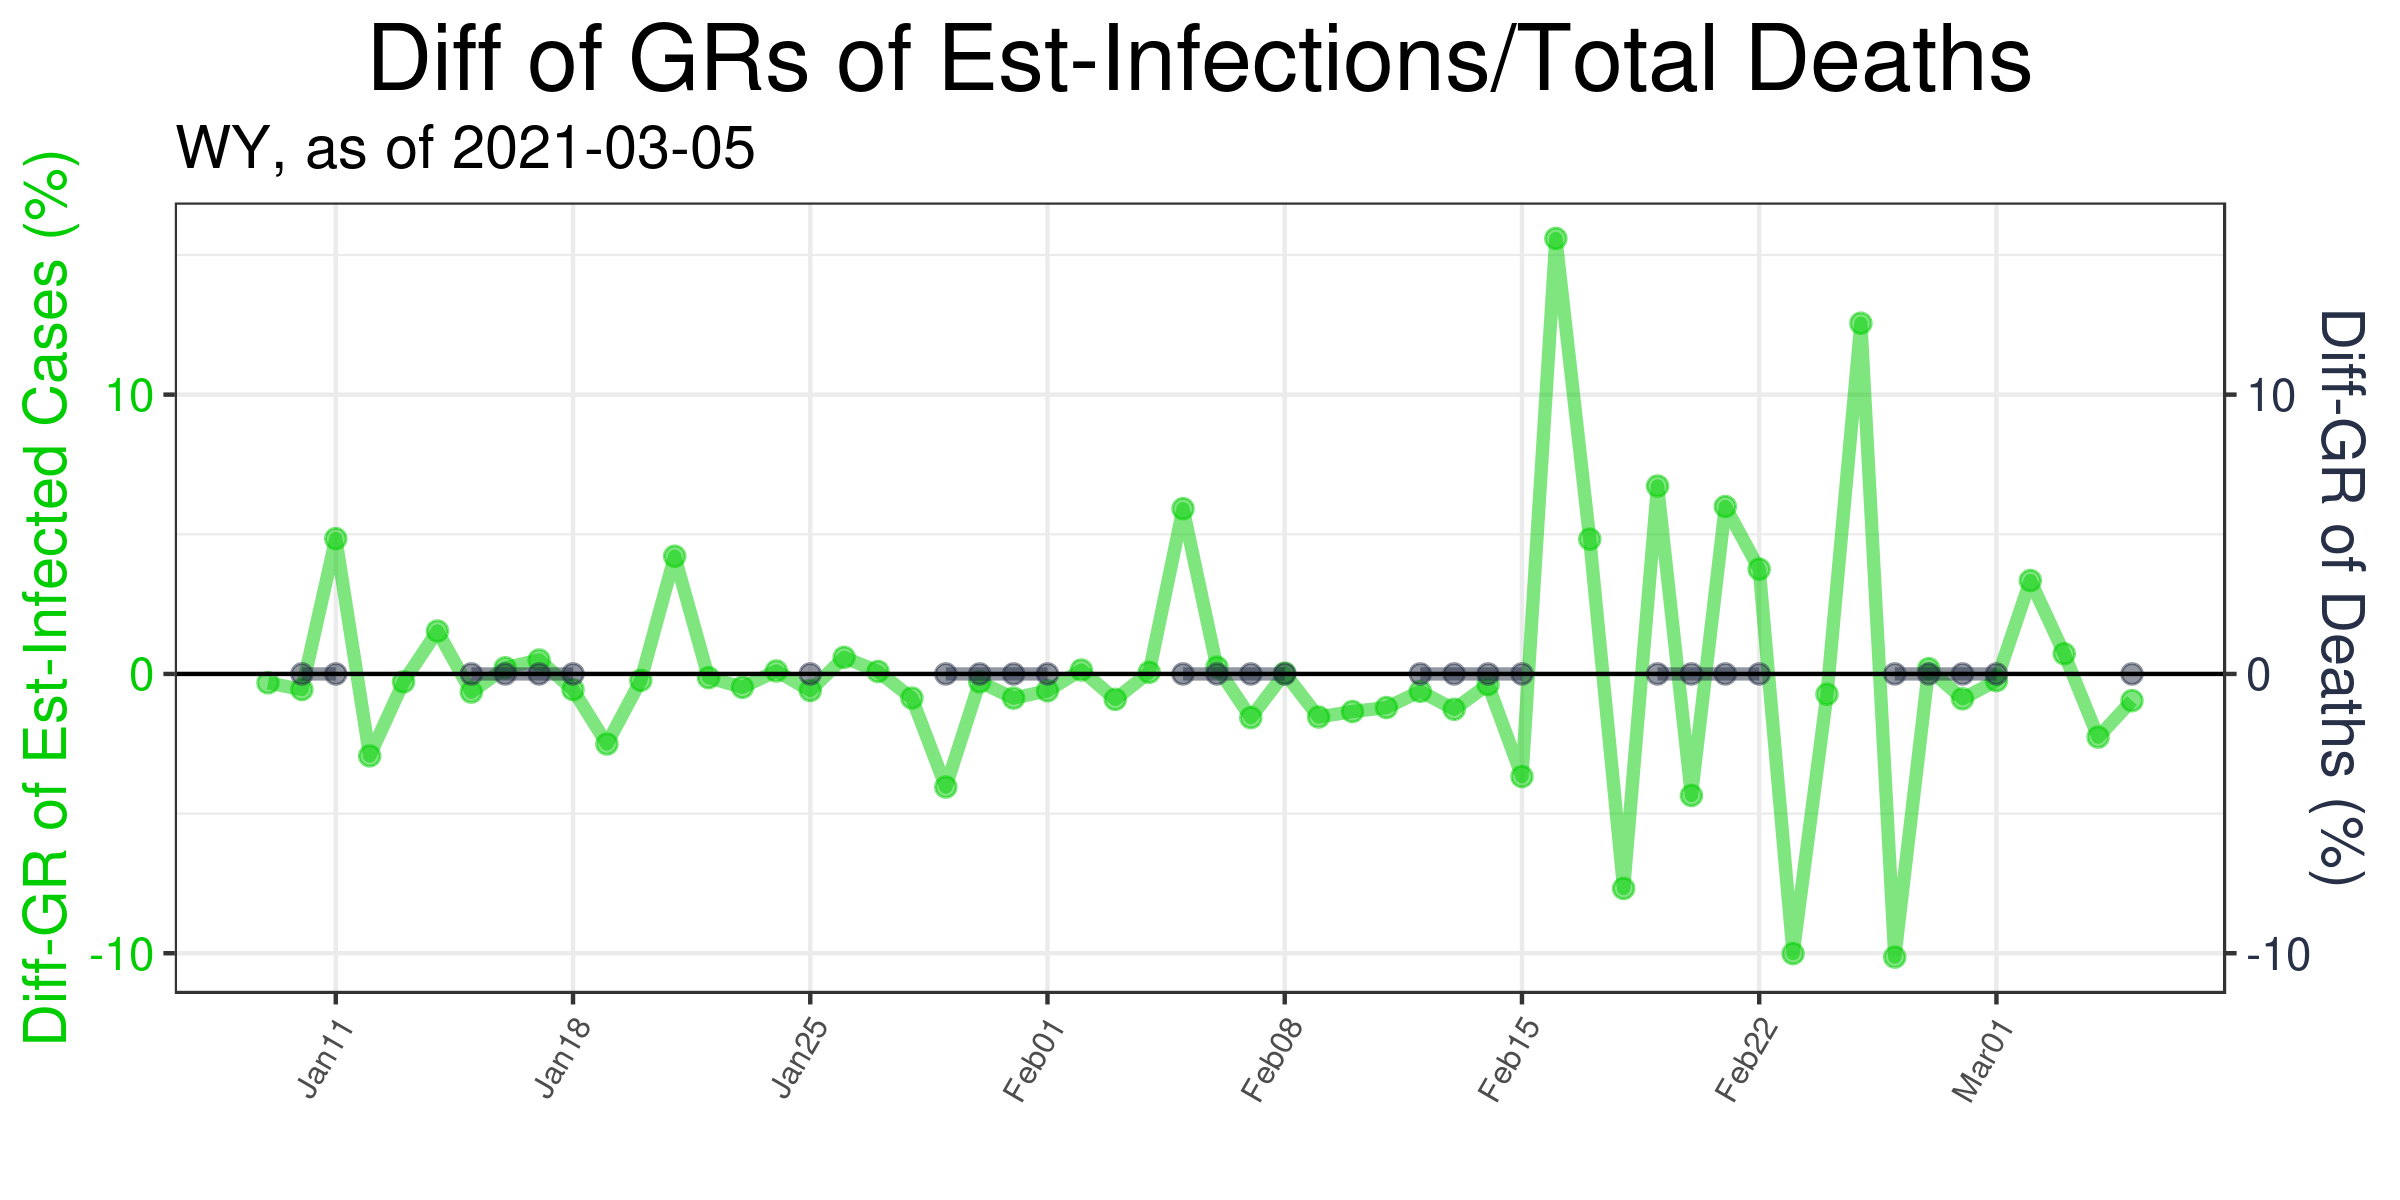 Diff of GRs of Est-Infections/Total Deaths
WY, as of 2021-03-05
Diff-GR of Est-Infected Cases (%)
10
0
-10
10
0
-10
Diff-GR of Deaths (%)
Jan11
Jan18
Jan25
Feb01
Feb08
Feb15
Feb22
Mar01